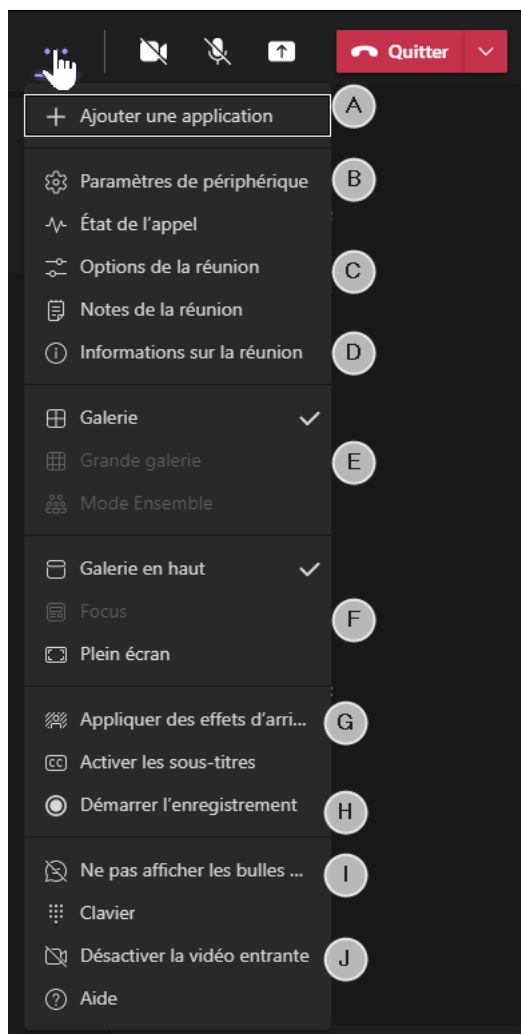 Quitter
Ajouter une application A
Paramètres de périphérique B
État de l'appel
Options de la réunion C
Notes de la réunion
Informations sur la réunion D
Galerie
Grande galerie E
Mode Ensemble
Galerie en haut
Focus F
Plein écran
Appliquer des effets d'arri... G
CC Activer les sous-titres
Démarrer l'enregistrement H
Ne pas afficher les bulles ... I
Clavier
Désactiver la vidéo entrante J
? Aide